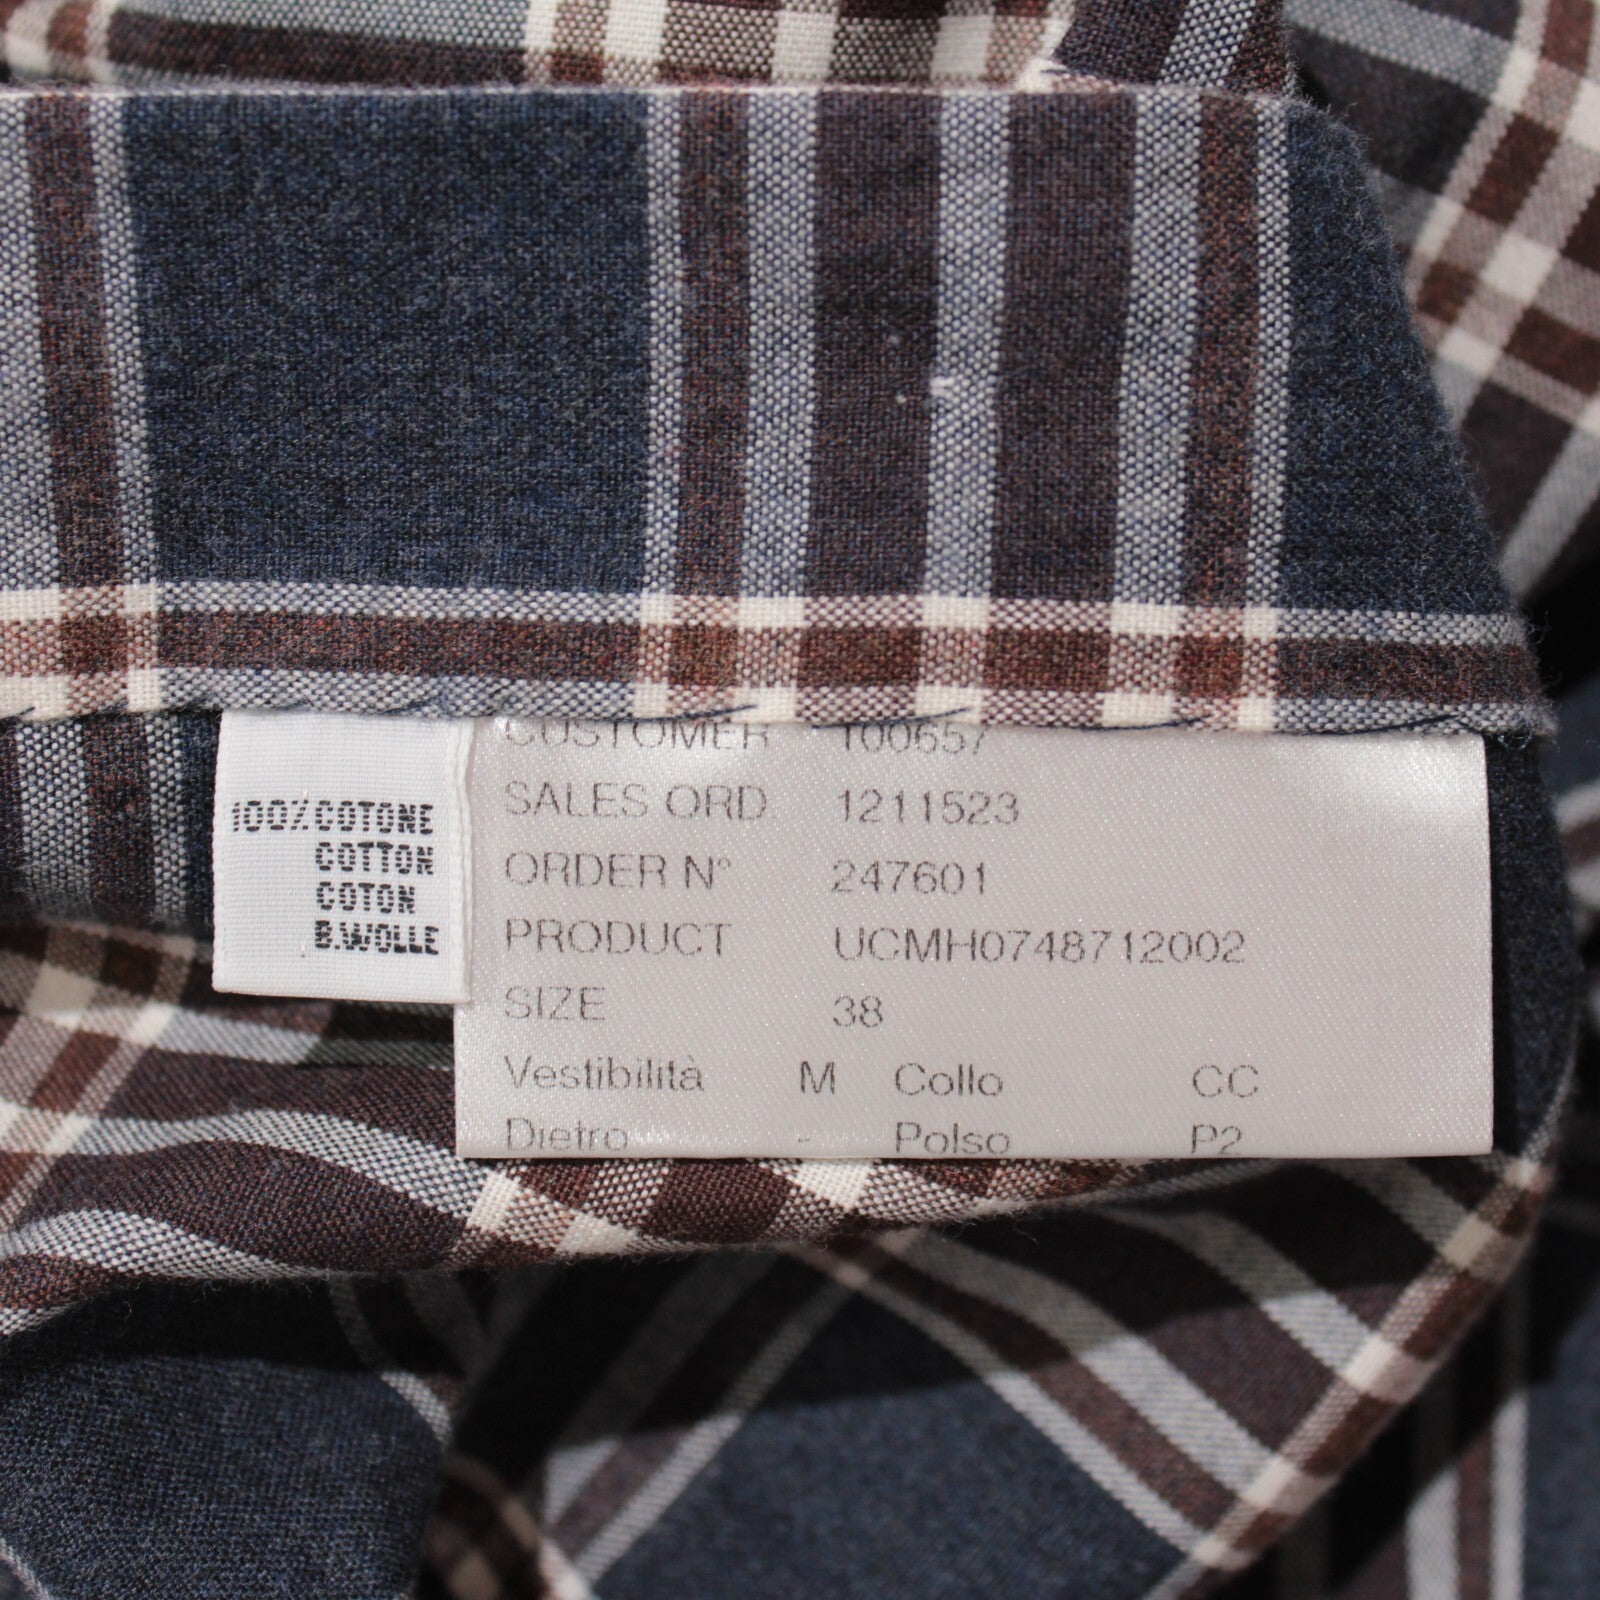 100% COTONE
COTTON
COTON
B.WOLLE
CUSTOMER 100657
SALES ORD. 1211523
ORDER N° 247601
PRODUCT UCMH0748712002
SIZE 38
Vestibilità M Collo CC
Dietro - Polso P2